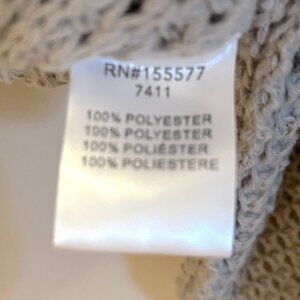 RN#155577
7411
100% POLYESTER
100% POLYESTER
100% POLIÉSTER
100% POLIESTERE